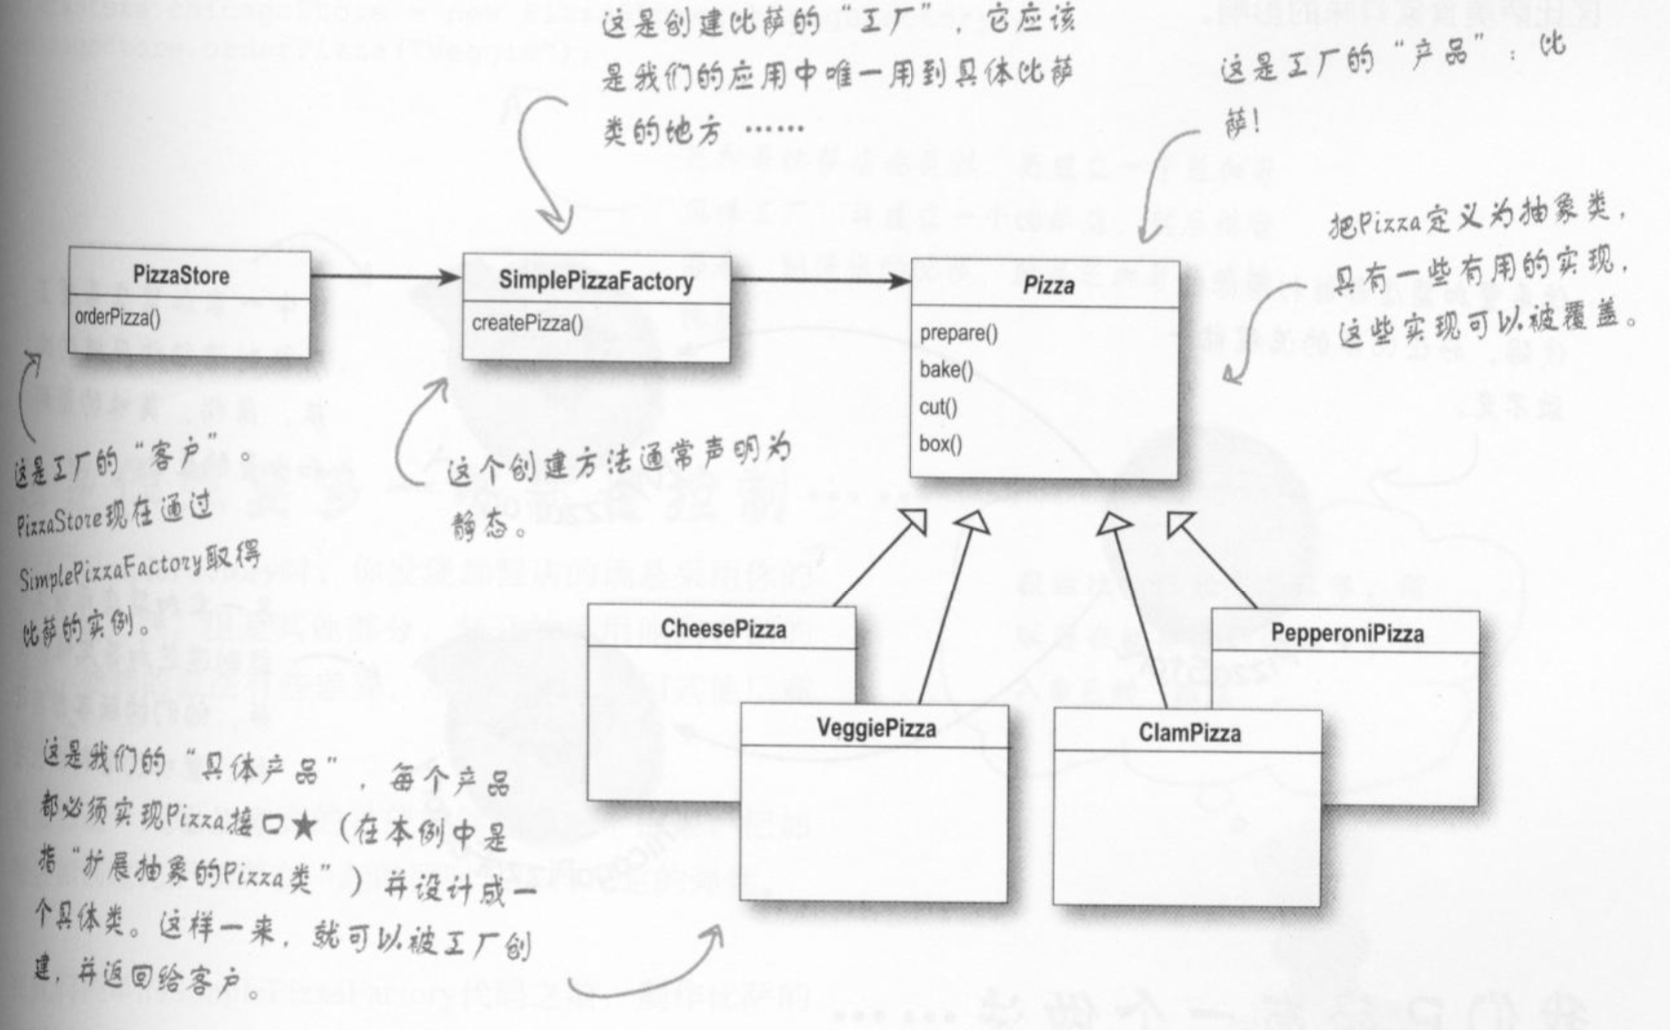 这是创建比萨的“工厂”，它应该
是我们的应用中唯一用到具体比萨
类的地方 ……
这是工厂的“产品”：比
萨！
把Pizza定义为抽象类，
具有一些有用的实现，
这些实现可以被覆盖。
PizzaStore
orderPizza()
SimplePizzaFactory
createPizza()
Pizza
prepare()
bake()
cut()
box()
这是工厂的“客户”。
PizzaStore现在通过
SimplePizzaFactory取得
比萨的实例。
这个创建方法通常声明为
静态。
CheesePizza
PepperoniPizza
VeggiePizza
ClamPizza
这是我们的“具体产品”，每个产品
都必须实现Pizza接口★（在本例中是
指“扩展抽象的Pizza类”）并设计成一
个具体类。这样一来，就可以被工厂创
建，并返回给客户。